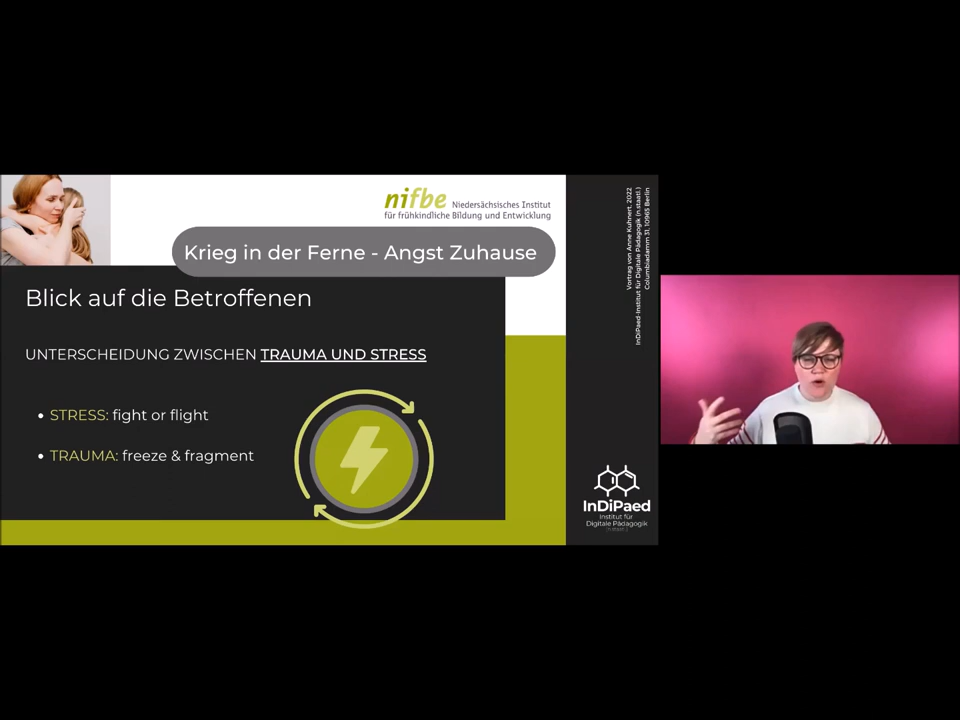 nifbe Niedersächsisches Institut
für frühkindliche Bildung und Entwicklung
Krieg in der Ferne - Angst Zuhause
Blick auf die Betroffenen
UNTERSCHEIDUNG ZWISCHEN TRAUMA UND STRESS
• STRESS: fight or flight
• TRAUMA: freeze & fragment
Vortrag von Anne Kuhnert, 2022
InDiPaed-Institut für Digitale Pädagogik (n.staatl.)
Columbiadamm 31, 10965 Berlin
InDiPaed
Institut für
Digitale Pädagogik